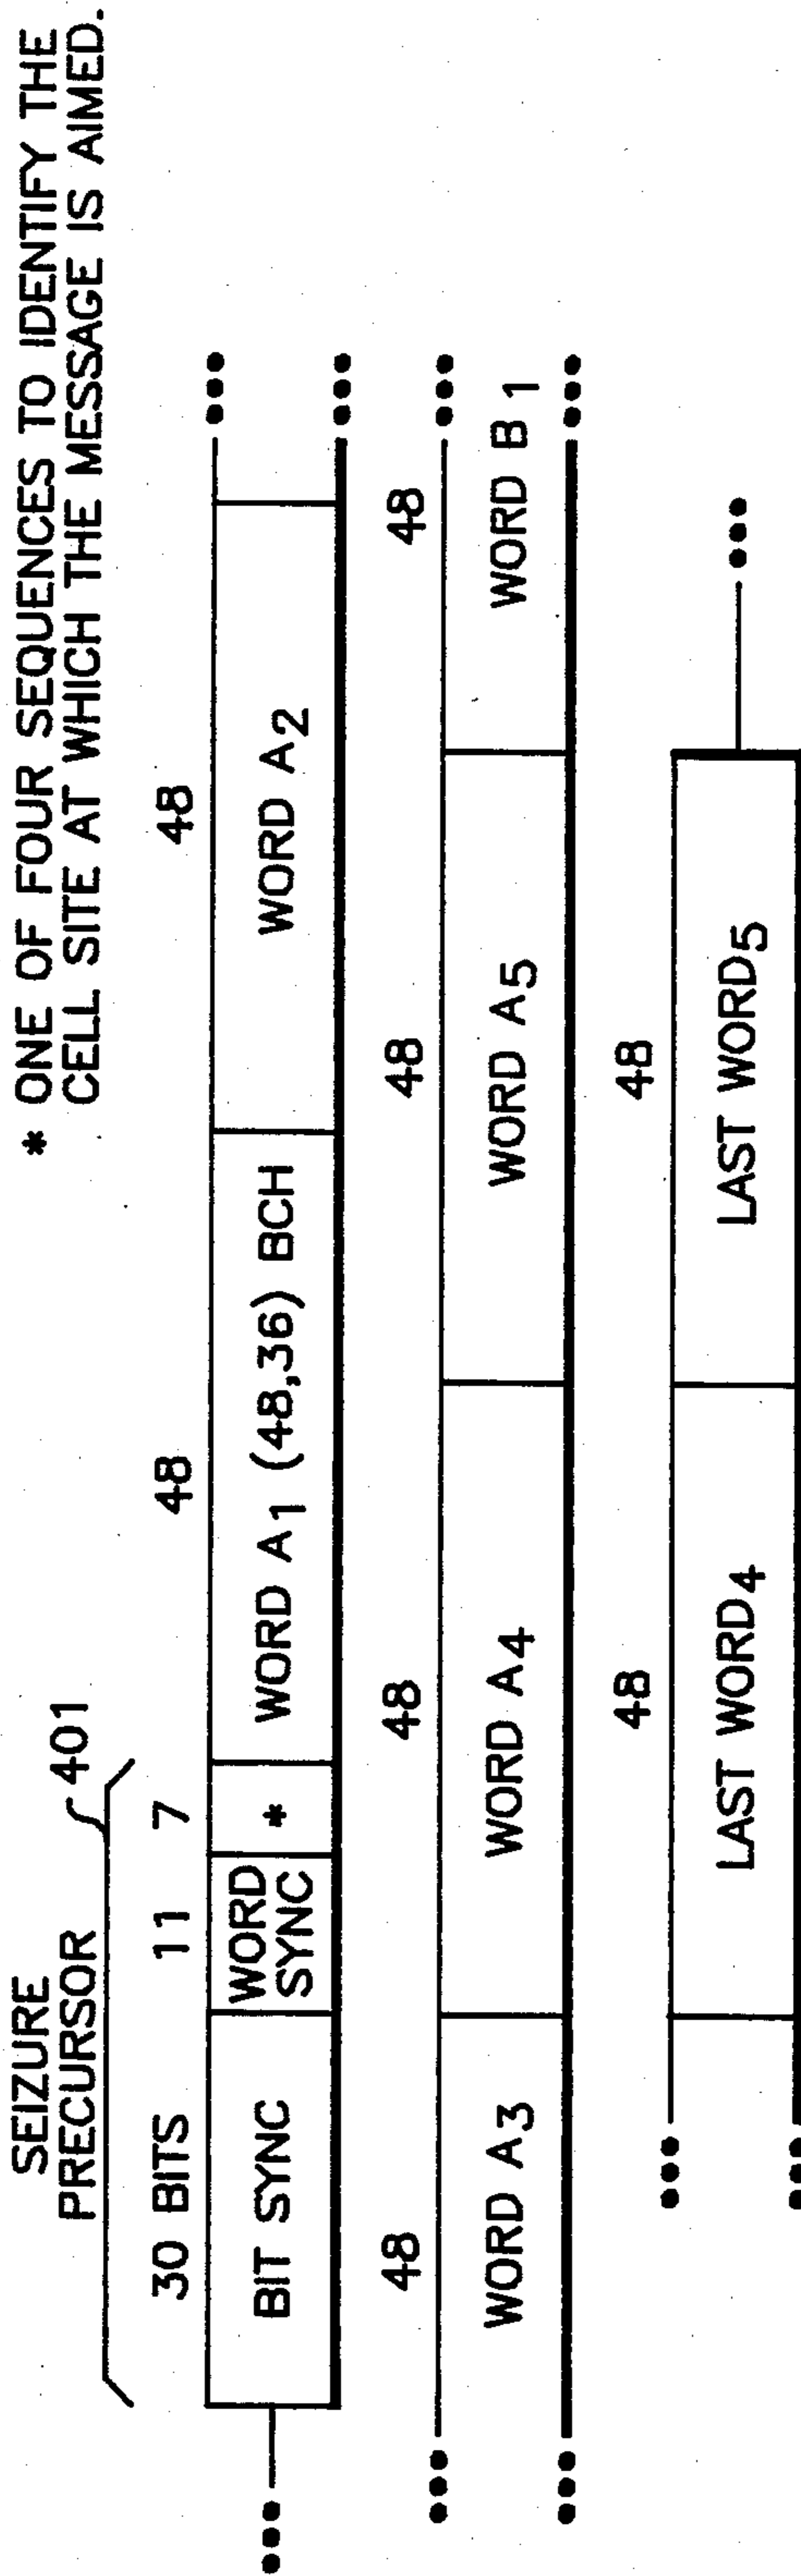 * ONE OF FOUR SEQUENCES TO IDENTIFY THE
CELL SITE AT WHICH THE MESSAGE IS AIMED.
SEIZURE
PRECURSOR
401
30 BITS 11 7 48 48
BIT SYNC WORD SYNC * WORD A1 (48,36) BCH WORD A2
48 48 48 48
WORD A3 WORD A4 WORD A5 WORD B1
48 48
LAST WORD4 LAST WORD5